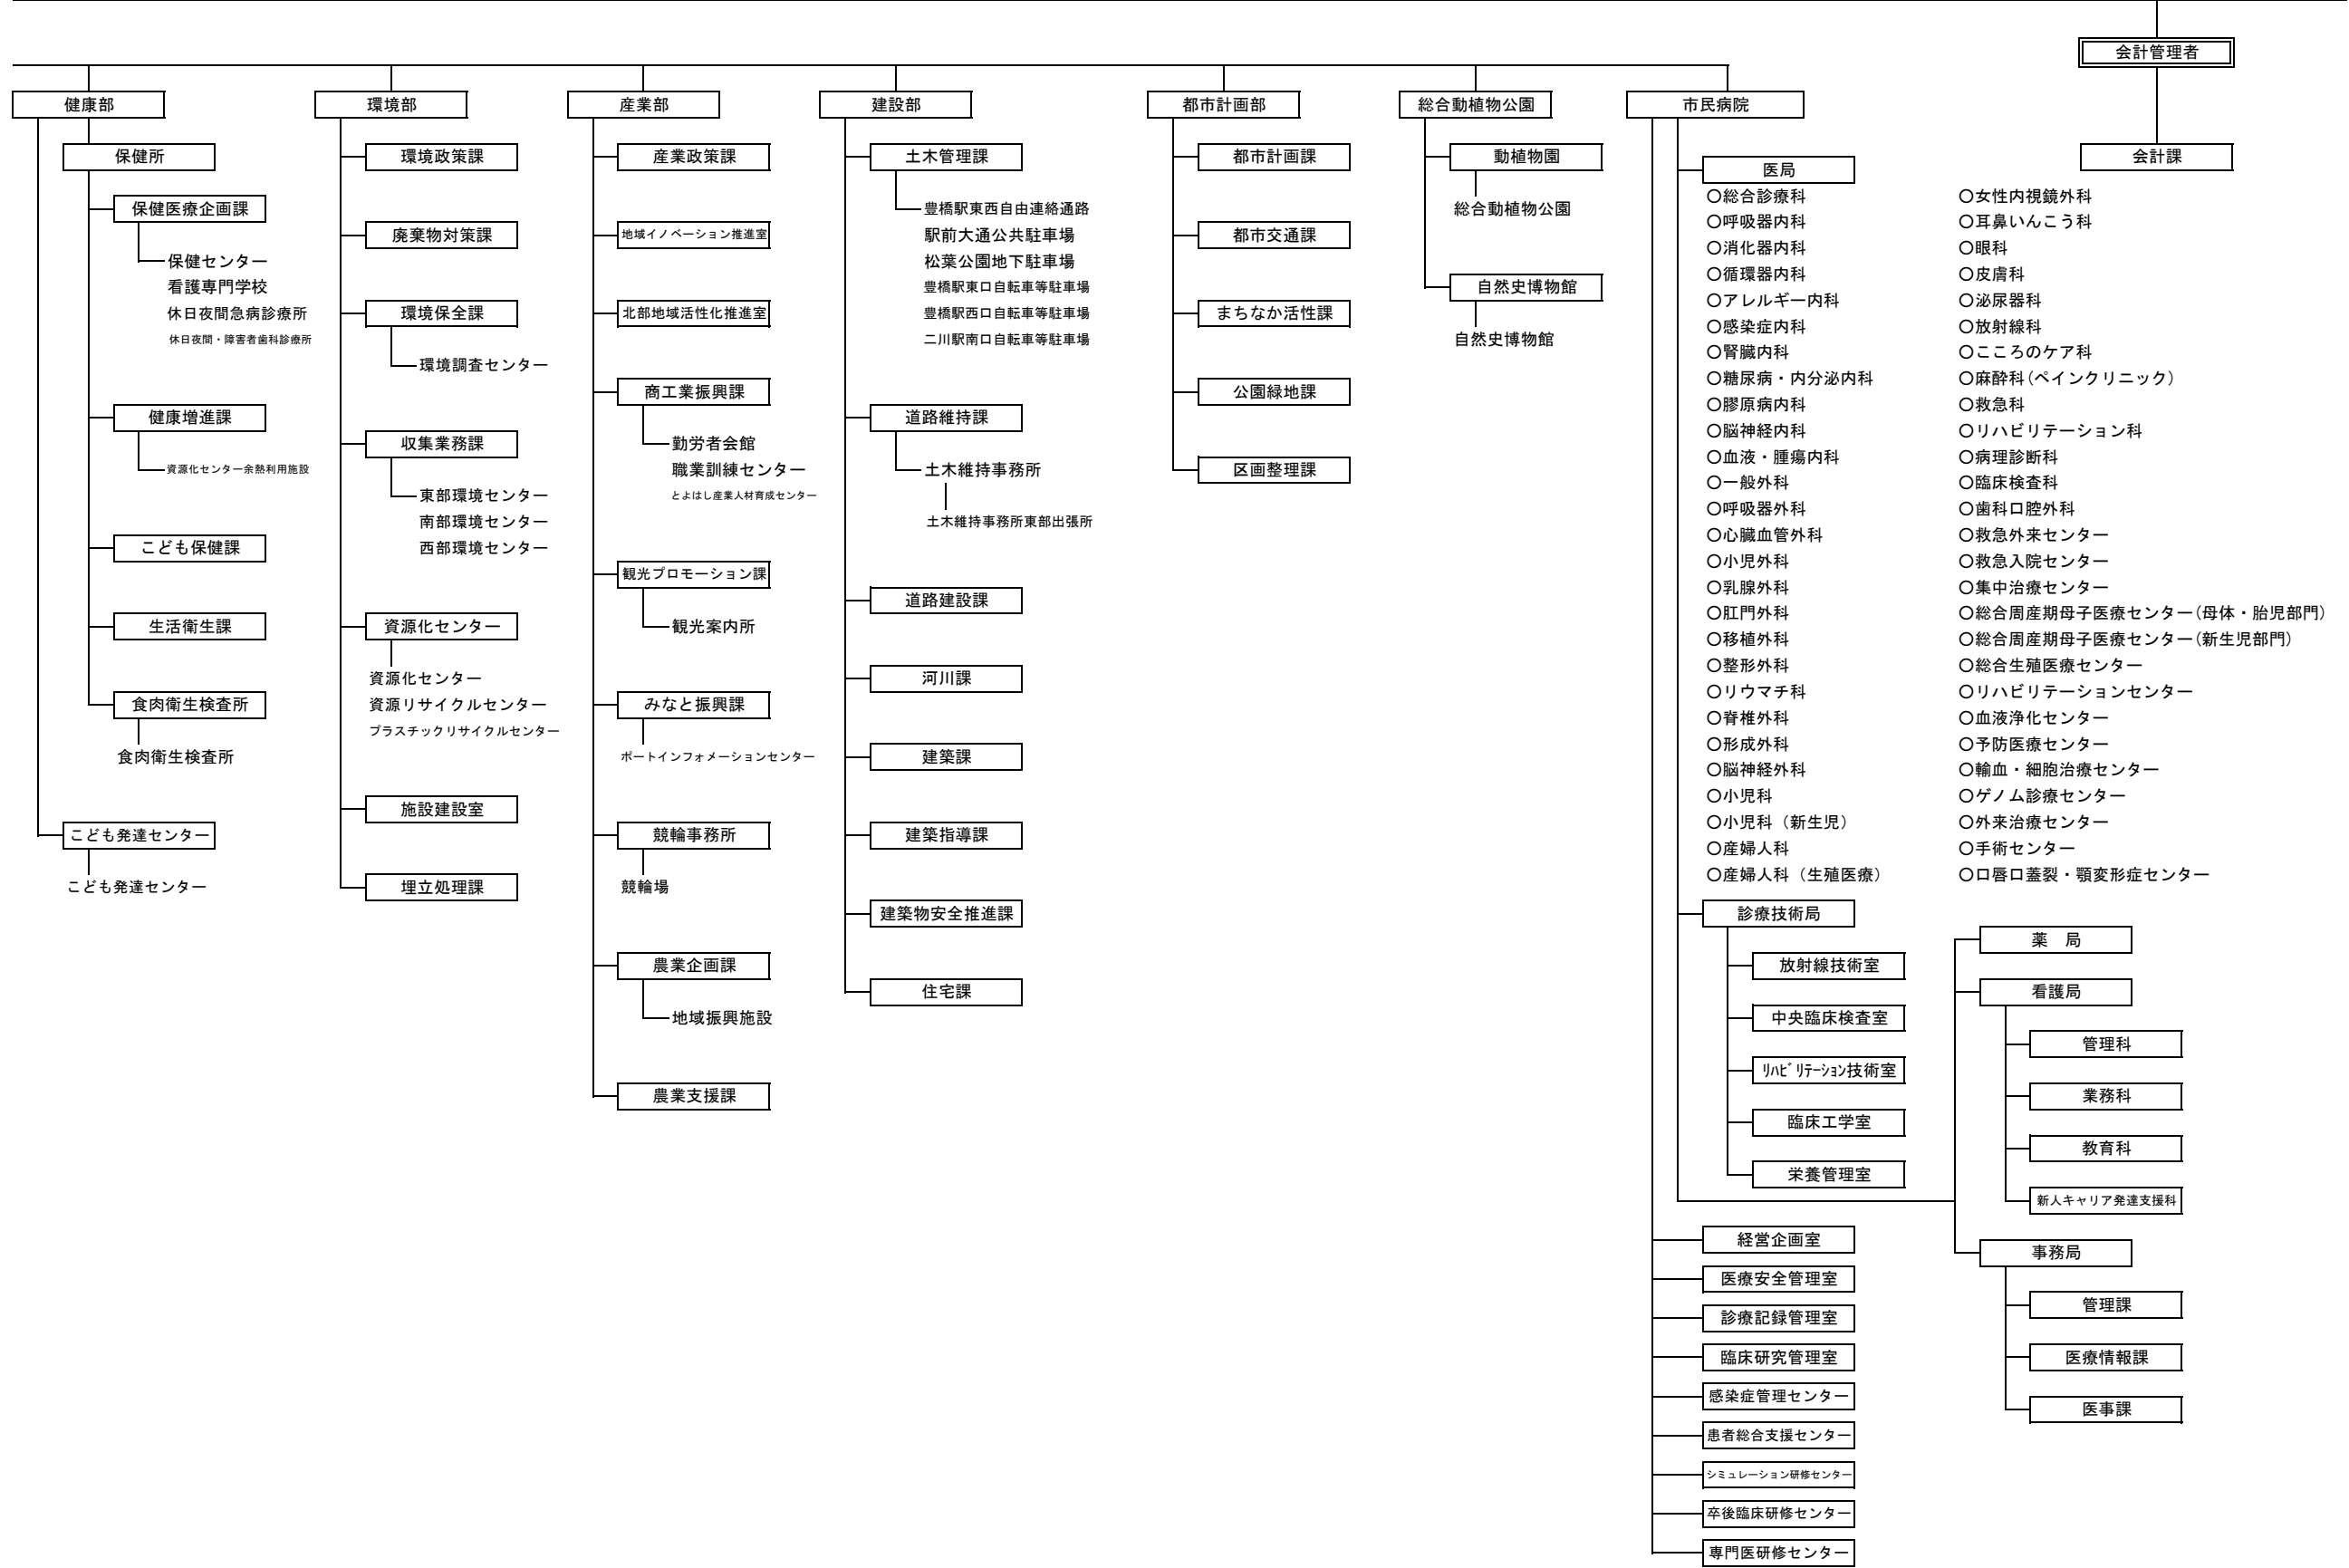 会計管理者
会計課
健康部
保健所
保健医療企画課
保健センター
看護専門学校
休日夜間急病診療所
休日夜間・障害者歯科診療所
健康増進課
資源化センター余熱利用施設
こども保健課
生活衛生課
食肉衛生検査所
食肉衛生検査所
こども発達センター
こども発達センター
環境部
環境政策課
廃棄物対策課
環境保全課
環境調査センター
収集業務課
東部環境センター
南部環境センター
西部環境センター
資源化センター
資源化センター
資源リサイクルセンター
プラスチックリサイクルセンター
施設建設室
埋立処理課
産業部
産業政策課
地域イノベーション推進室
北部地域活性化推進室
商工業振興課
勤労者会館
職業訓練センター
とよはし産業人材育成センター
観光プロモーション課
観光案内所
みなと振興課
ポートインフォメーションセンター
競輪事務所
競輪場
農業企画課
地域振興施設
農業支援課
建設部
土木管理課
豊橋駅東西自由連絡通路
駅前大通公共駐車場
松葉公園地下駐車場
豊橋駅東口自転車等駐車場
豊橋駅西口自転車等駐車場
二川駅南口自転車等駐車場
道路維持課
土木維持事務所
土木維持事務所東部出張所
道路建設課
河川課
建築課
建築指導課
建築物安全推進課
住宅課
都市計画部
都市計画課
都市交通課
まちなか活性課
公園緑地課
区画整理課
総合動植物公園
動植物園
総合動植物公園
自然史博物館
自然史博物館
市民病院
医局
〇総合診療科
〇呼吸器内科
〇消化器内科
〇循環器内科
〇アレルギー内科
〇感染症内科
〇腎臓内科
〇糖尿病・内分泌内科
〇膠原病内科
〇脳神経内科
〇血液・腫瘍内科
〇一般外科
〇呼吸器外科
〇心臓血管外科
〇小児外科
〇乳腺外科
〇肛門外科
〇移植外科
〇整形外科
〇リウマチ科
〇脊椎外科
〇形成外科
〇脳神経外科
〇小児科
〇小児科（新生児）
〇産婦人科
〇産婦人科（生殖医療）
〇女性内視鏡外科
〇耳鼻いんこう科
〇眼科
〇皮膚科
〇泌尿器科
〇放射線科
〇こころのケア科
〇麻酔科(ペインクリニック)
〇救急科
〇リハビリテーション科
〇病理診断科
〇臨床検査科
〇歯科口腔外科
〇救急外来センター
〇救急入院センター
〇集中治療センター
〇総合周産期母子医療センター(母体・胎児部門)
〇総合周産期母子医療センター(新生児部門)
〇総合生殖医療センター
〇リハビリテーションセンター
〇血液浄化センター
〇予防医療センター
〇輸血・細胞治療センター
〇ゲノム診療センター
〇外来治療センター
〇手術センター
〇口唇口蓋裂・顎変形症センター
診療技術局
放射線技術室
中央臨床検査室
ﾘﾊﾋﾞﾘﾃｰｼｮﾝ技術室
臨床工学室
栄養管理室
薬　局
看護局
管理科
業務科
教育科
新人キャリア発達支援科
事務局
管理課
医療情報課
医事課
経営企画室
医療安全管理室
診療記録管理室
臨床研究管理室
感染症管理センター
患者総合支援センター
シミュレーション研修センター
卒後臨床研修センター
専門医研修センター